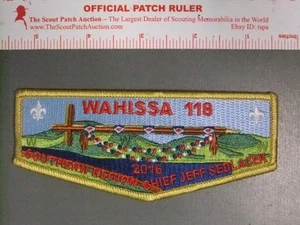 OFFICIAL PATCH RULER
The Scout Patch Auction - The Largest Dealer of Scouting Memorabilia in the World
www.TheScoutPatchAuction.com
Ebay ID: tspa
WAHISSA 118
2016
SOUTHERN REGION CHIEF JEFF SEDLACEK